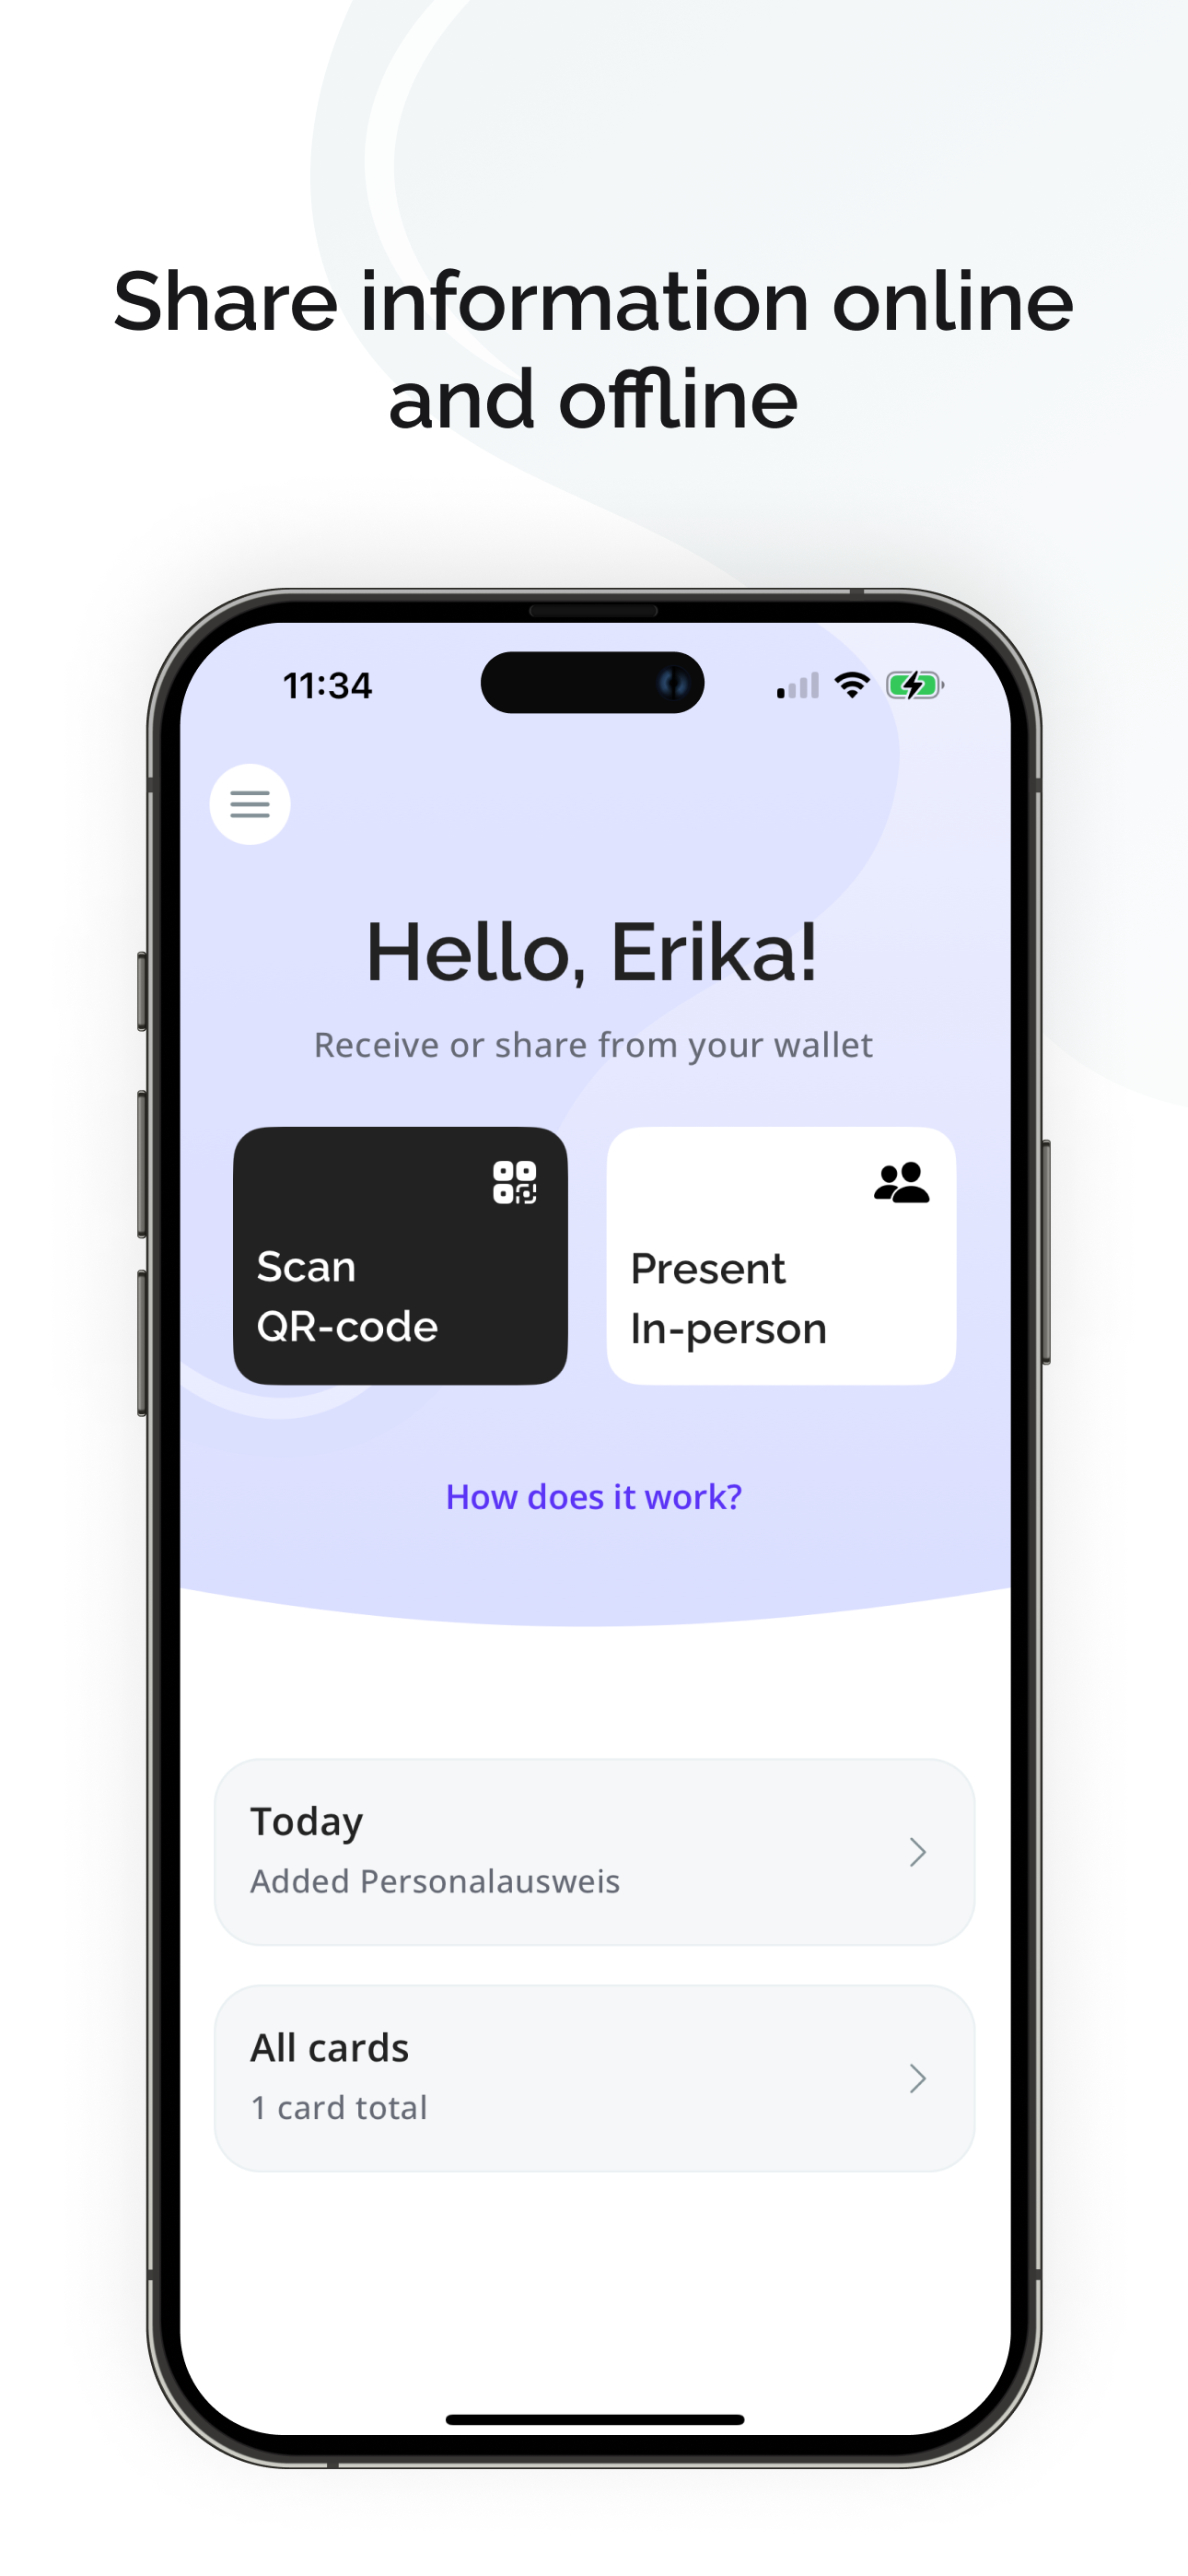 Share information online
and offline
11:34
Hello, Erika!
Receive or share from your wallet
Scan
QR-code
Present
In-person
How does it work?
Today
Added Personalausweis
All cards
1 card total